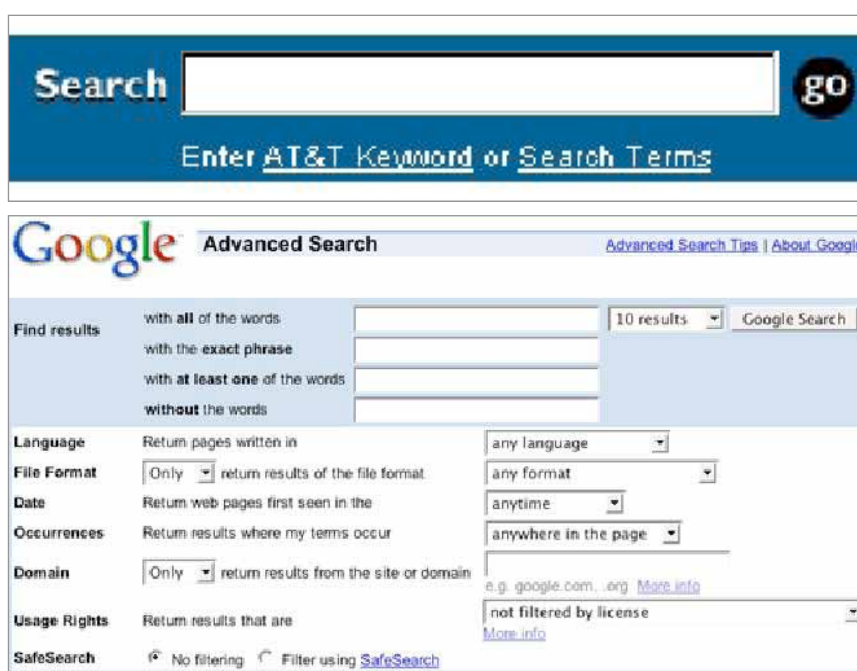 Search go
Enter AT&T Keyword or Search Terms
Google Advanced Search Advanced Search Tips | About Google
Find results with all of the words 10 results Google Search
with the exact phrase
with at least one of the words
without the words
Language Return pages written in any language
File Format Only return results of the file format any format
Date Return web pages first seen in the anytime
Occurrences Return results where my terms occur anywhere in the page
Domain Only return results from the site or domain
e.g. google.com, .org More info
Usage Rights Return results that are not filtered by license
More info
SafeSearch No filtering Filter using SafeSearch